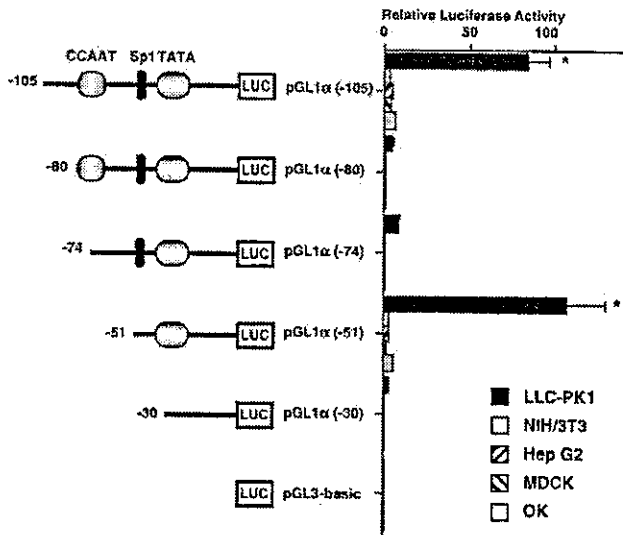 Relative Luciferase Activity
0 50 100
CCAAT Sp1 TATA
-105 LUC pGL1α (-105) *
-80 LUC pGL1α (-80)
-74 LUC pGL1α (-74)
-51 LUC pGL1α (-51) *
-30 LUC pGL1α (-30)
LUC pGL3-basic
LLC-PK1
NIH/3T3
Hep G2
MDCK
OK